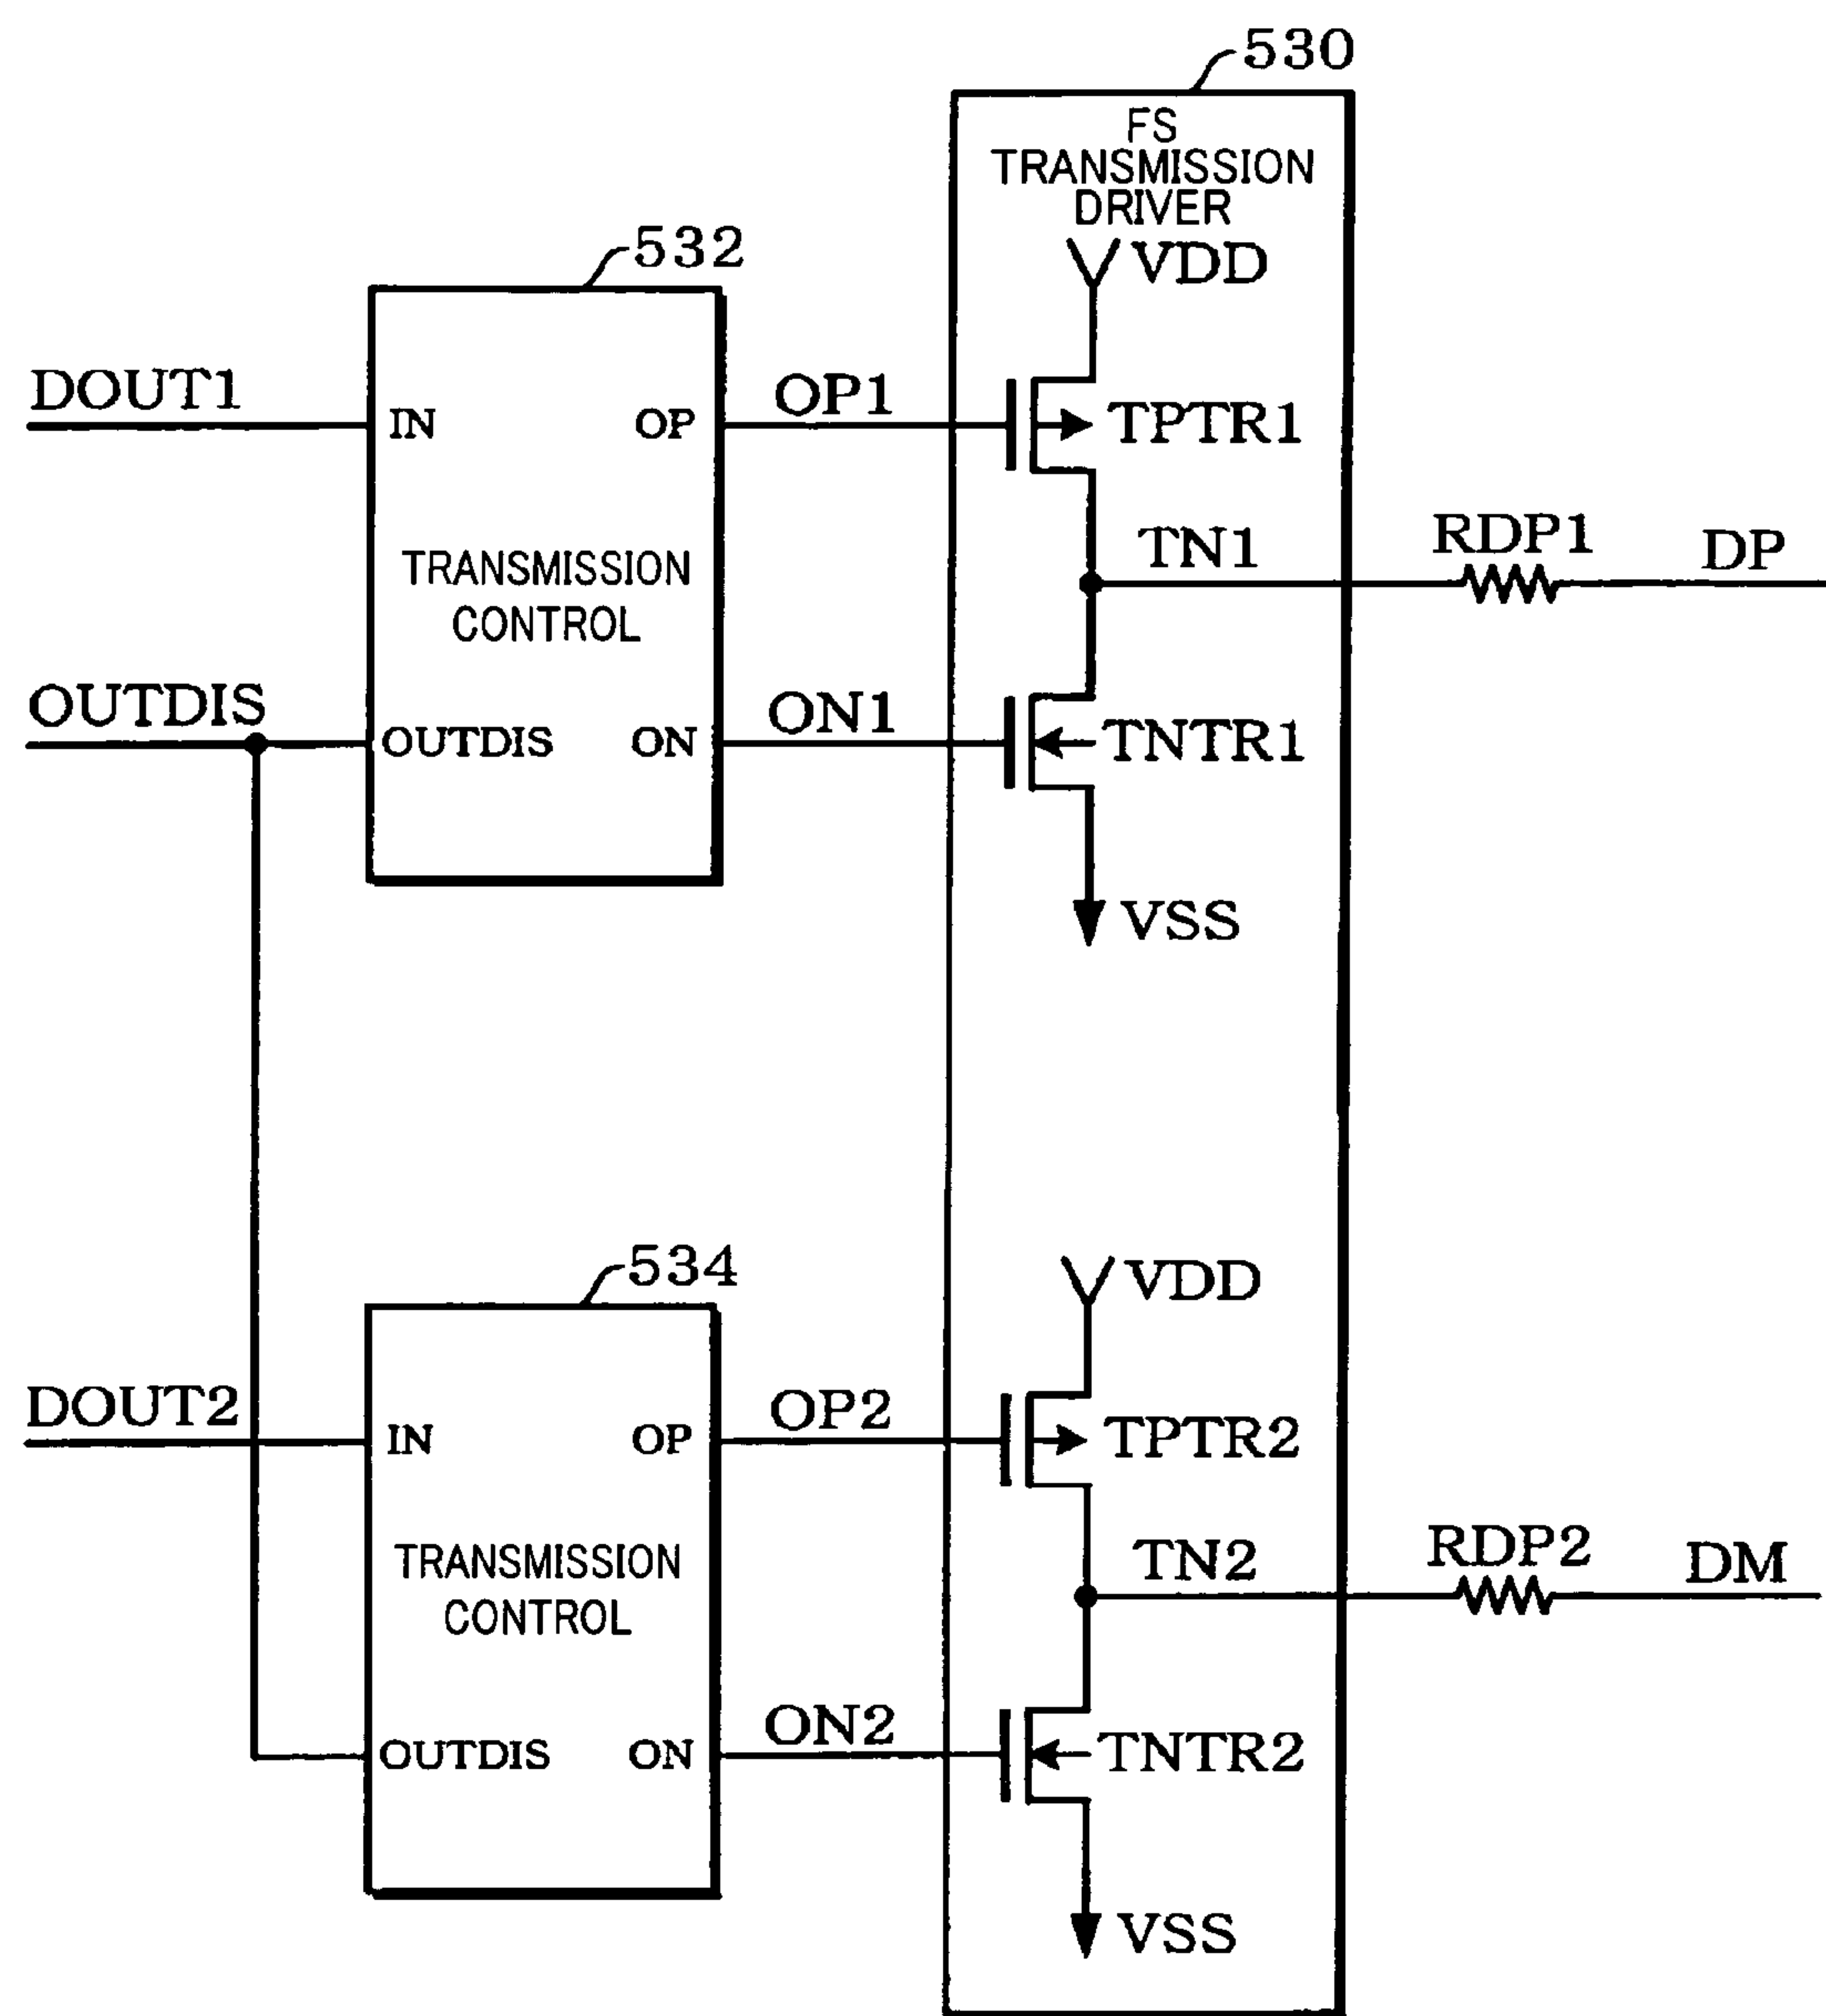 530
FS
TRANSMISSION
DRIVER
VDD
532
DOUT1
IN
OP
OP1
TPTR1
TRANSMISSION
CONTROL
TN1
RDP1
DP
OUTDIS
OUTDIS
ON
ON1
TNTR1
VSS
534
VDD
DOUT2
IN
OP
OP2
TPTR2
TRANSMISSION
CONTROL
TN2
RDP2
DM
OUTDIS
ON
ON2
TNTR2
VSS